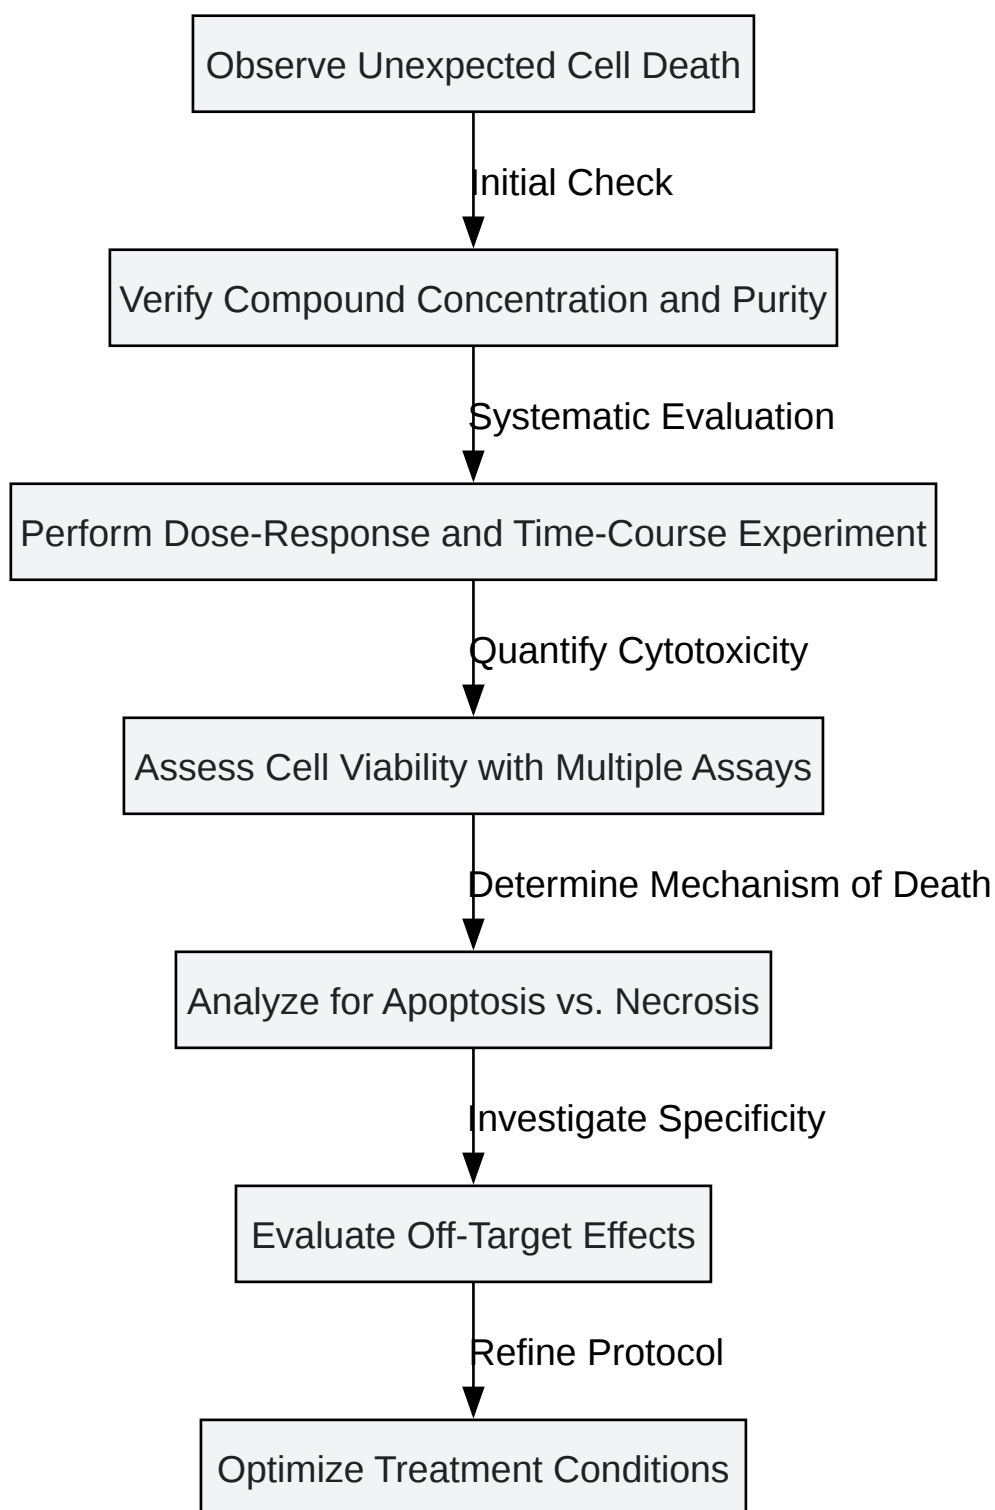 Observe Unexpected Cell Death
Initial Check
Verify Compound Concentration and Purity
Systematic Evaluation
Perform Dose-Response and Time-Course Experiment
Quantify Cytotoxicity
Assess Cell Viability with Multiple Assays
Determine Mechanism of Death
Analyze for Apoptosis vs. Necrosis
Investigate Specificity
Evaluate Off-Target Effects
Refine Protocol
Optimize Treatment Conditions